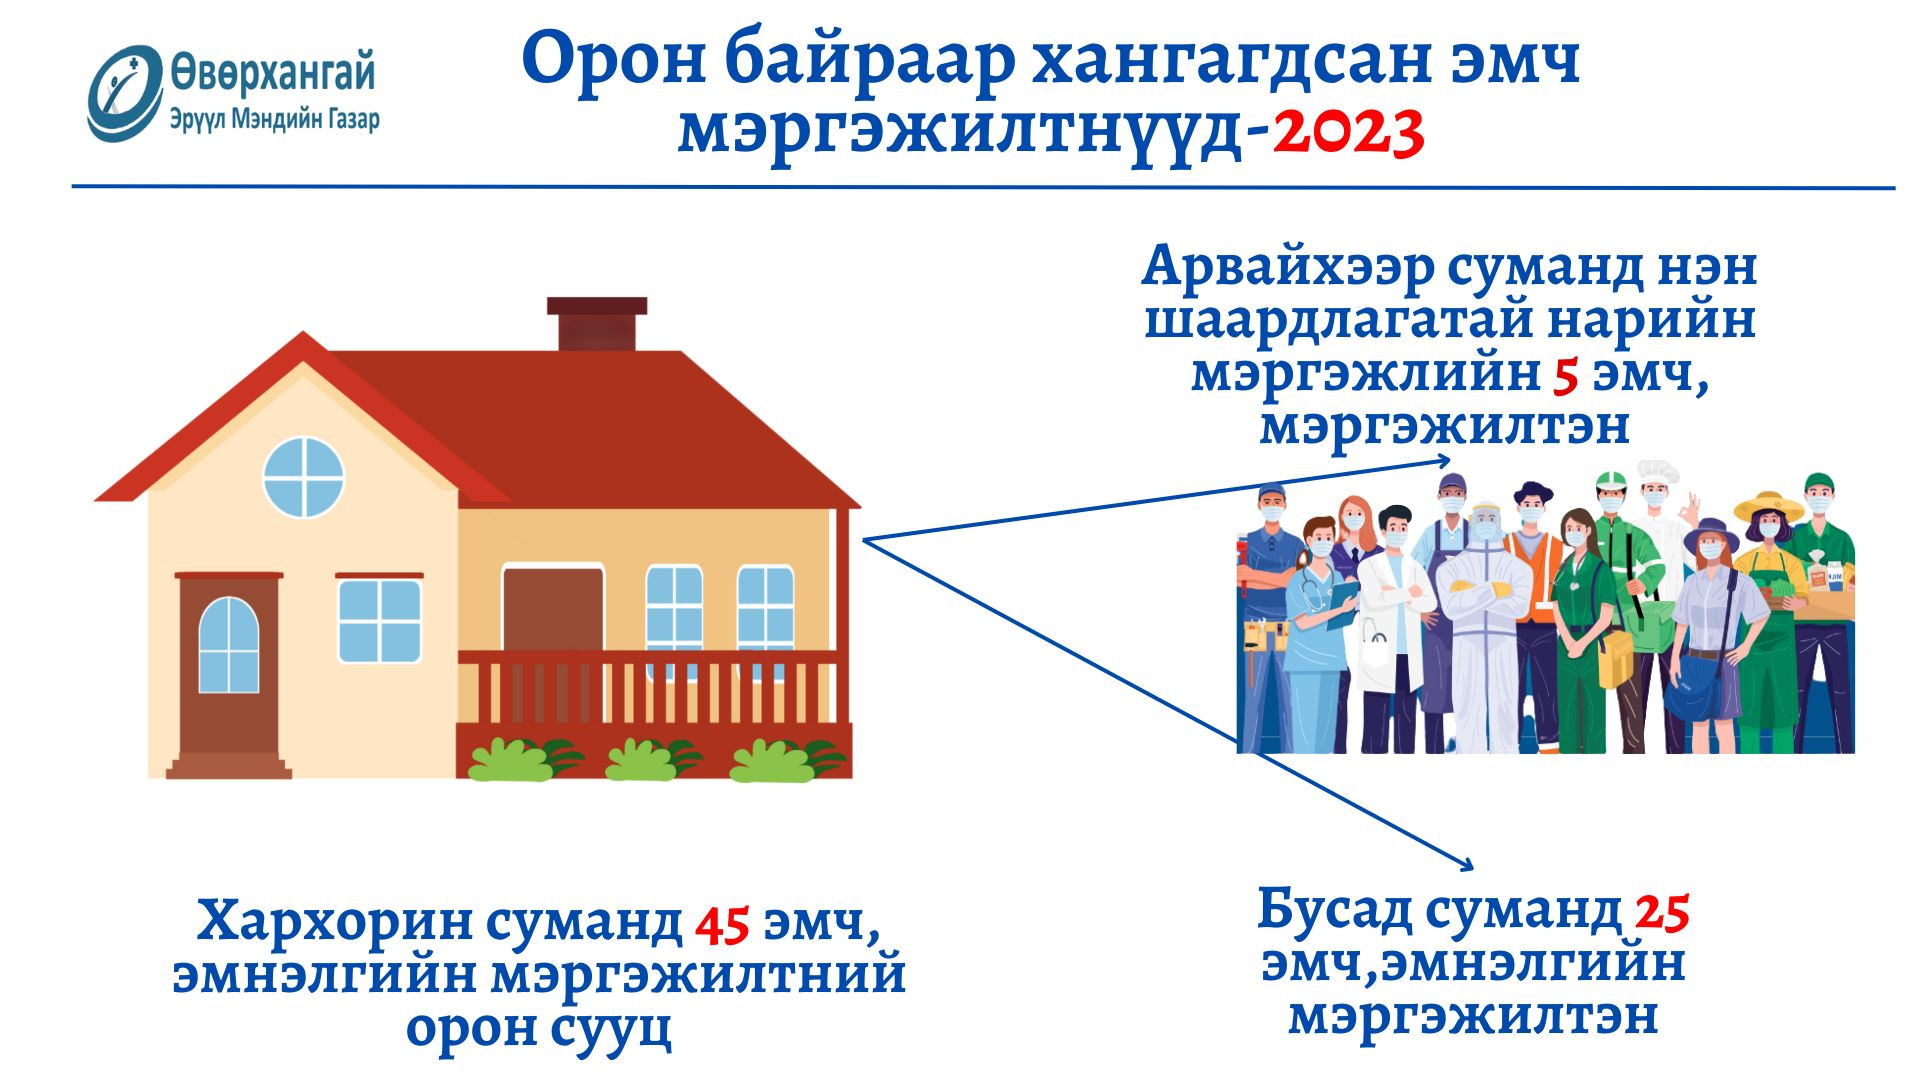 Өвөрхангай
Эрүүл Мэндийн Газар
Орон байраар хангагдсан эмч
мэргэжилтнүүд-2023
Арвайхээр суманд нэн
шаардлагатай нарийн
мэргэжлийн 5 эмч,
мэргэжилтэн
Хархорин суманд 45 эмч,
эмнэлгийн мэргэжилтний
орон сууц
Бусад суманд 25
эмч,эмнэлгийн
мэргэжилтэн